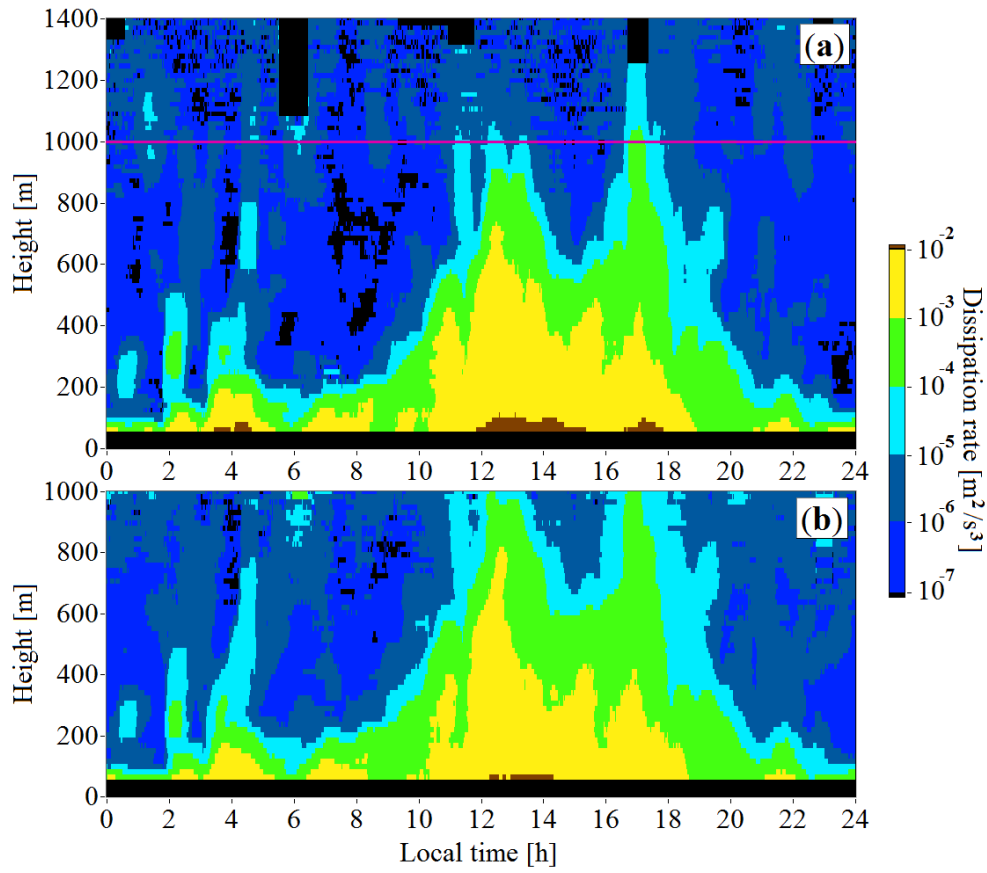 1400
1200
1000
800
600
400
200
0
Height [m]
(a)
0 2 4 6 8 10 12 14 16 18 20 22 24
1000
800
600
400
200
0
Height [m]
(b)
0 2 4 6 8 10 12 14 16 18 20 22 24
Local time [h]
10⁻²
10⁻³
10⁻⁴
10⁻⁵
10⁻⁶
10⁻⁷
Dissipation rate [m²/s³]